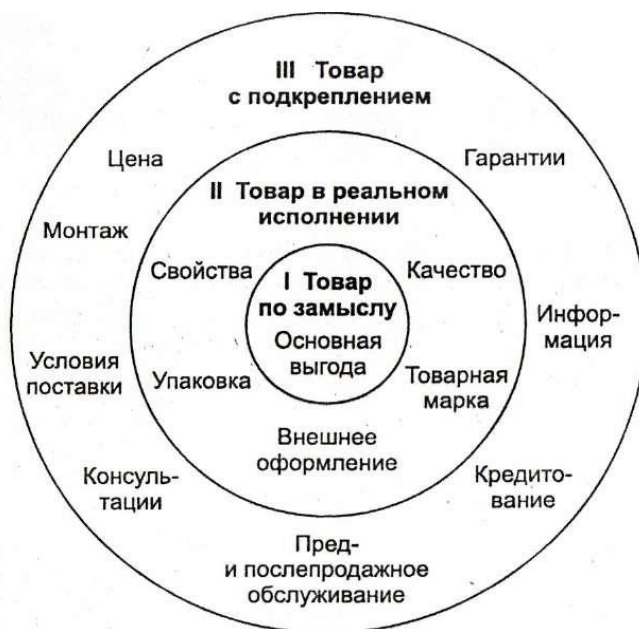 III Товар
с подкреплением
Цена
Гарантии
II Товар в реальном
исполнении
Монтаж
Свойства
Качество
I Товар
по замыслу
Основная
выгода
Инфор-
мация
Условия
поставки
Упаковка
Товарная
марка
Внешнее
оформление
Консуль-
тации
Кредито-
вание
Пред-
и послепродажное
обслуживание